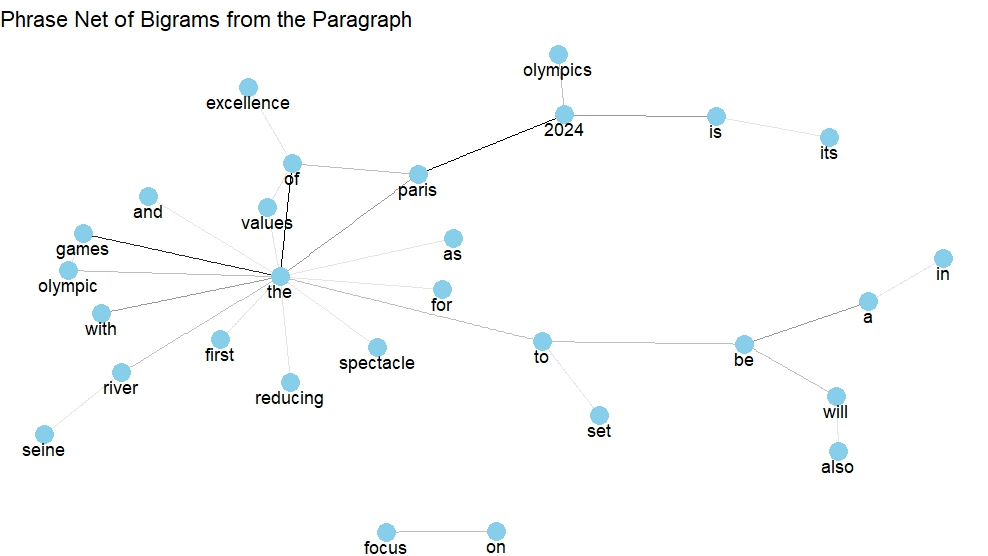 Phrase Net of Bigrams from the Paragraph
olympics
excellence
2024
is
its
of
paris
and
values
games
as
in
olympic
the
for
a
with
first
spectacle
to
be
river
reducing
will
set
seine
also
focus
on